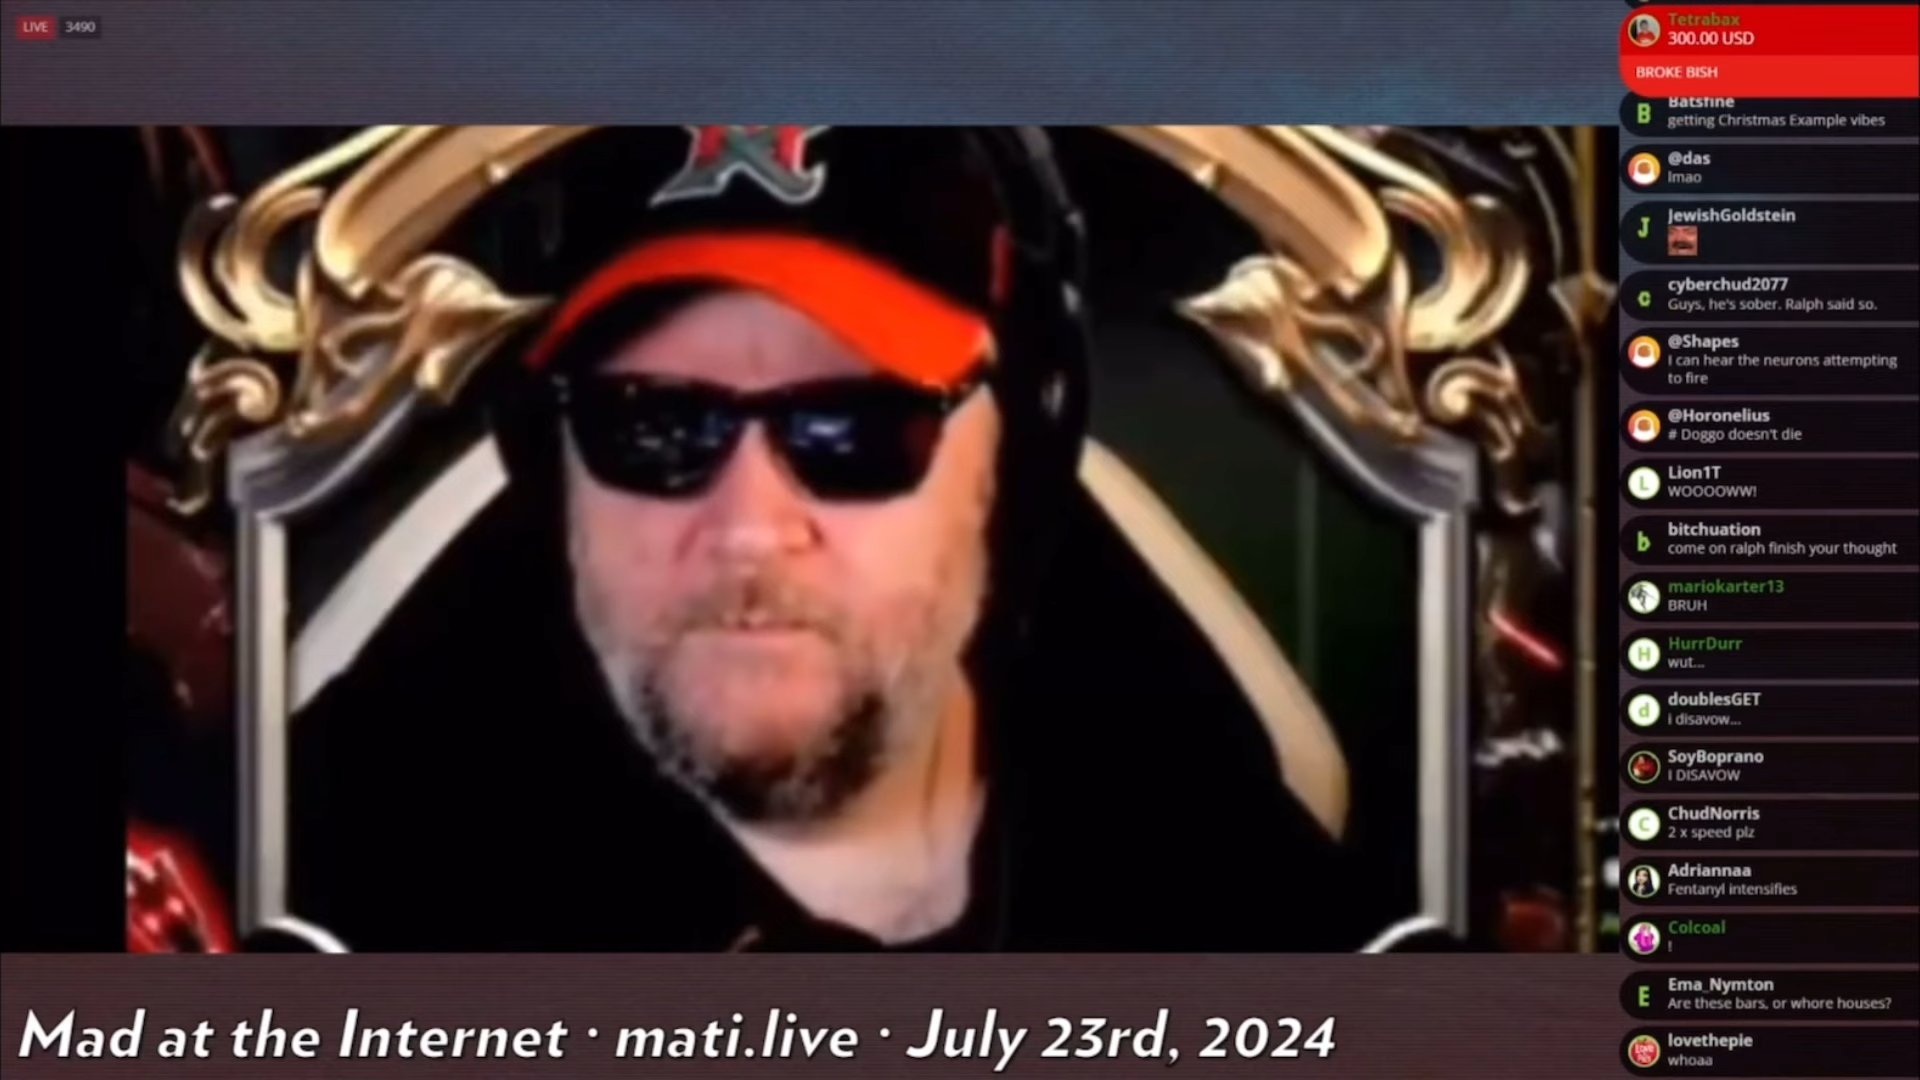 LIVE 3490
Tetrabax
300.00 USD
BROKE BISH
Batsfine
getting Christmas Example vibes
@das
lmao
JewishGoldstein
cyberchud2077
Guys, he's sober. Ralph said so.
@Shapes
I can hear the neurons attempting
to fire
@Horonelius
# Doggo doesn't die
Lion1T
WOOOOWW!
bitchuation
come on ralph finish your thought
mariokarter13
BRUH
HurrDurr
wut...
doublesGET
i disavow...
SoyBoprano
I DISAVOW
ChudNorris
2 x speed plz
Adriannaa
Fentanyl intensifies
Colcoal
!
Ema_Nymton
Are these bars, or whore houses?
lovethepie
whoaa
Mad at the Internet · mati.live · July 23rd, 2024